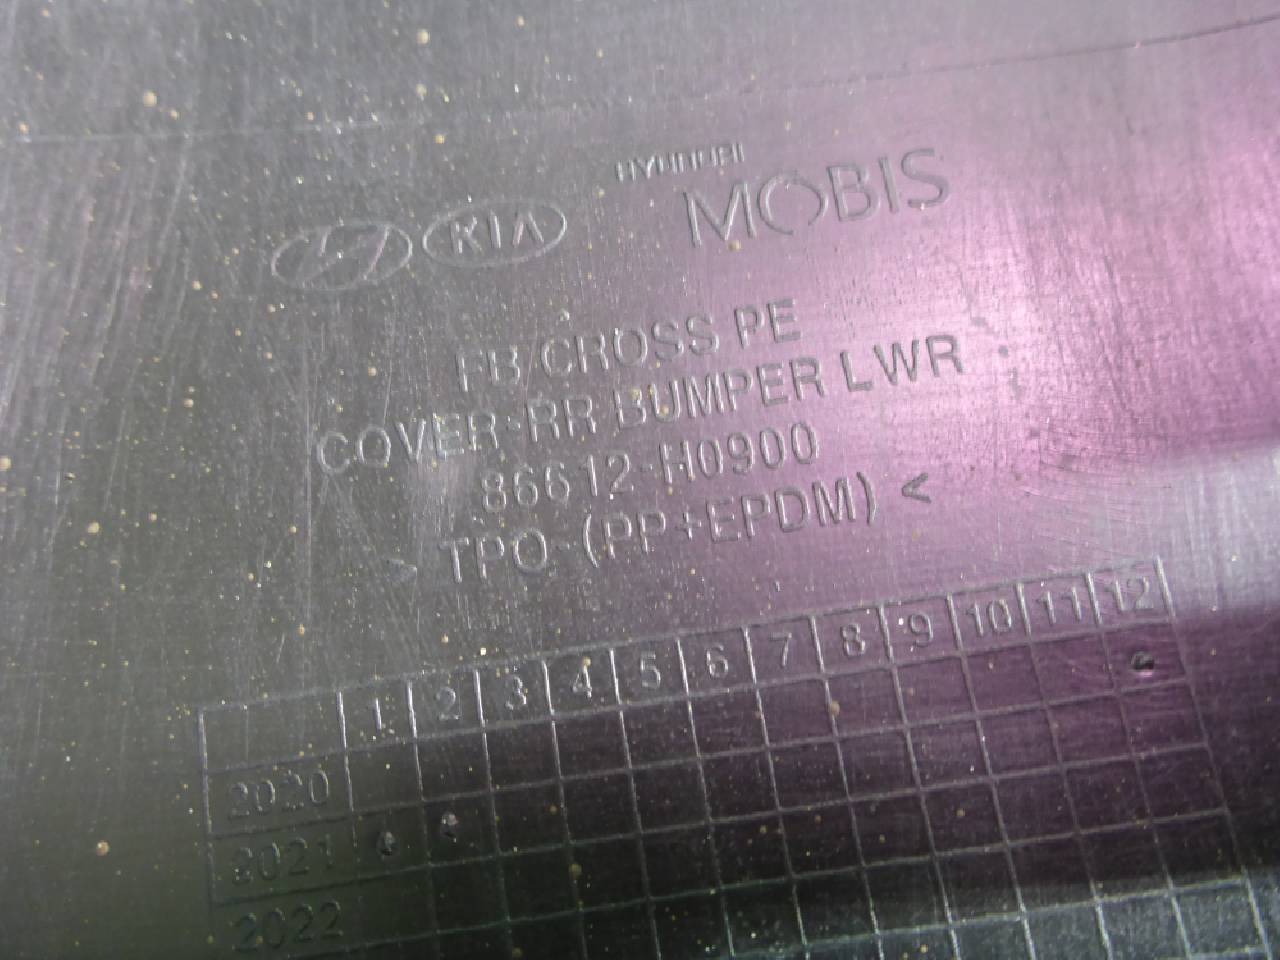 HYUNDAI
KIA MOBIS
FB CROSS PE
COVER-RR BUMPER LWR
86612-H0900
> TPO-(PP+EPDM) <
1 2 3 4 5 6 7 8 9 10 11 12
2020
2021
2022